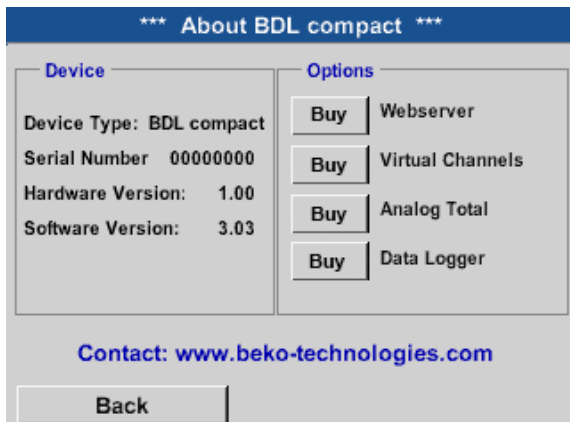 *** About BDL compact ***
Device
Device Type: BDL compact
Serial Number 00000000
Hardware Version: 1.00
Software Version: 3.03
Options
Buy Webserver
Buy Virtual Channels
Buy Analog Total
Buy Data Logger
Contact: www.beko-technologies.com
Back